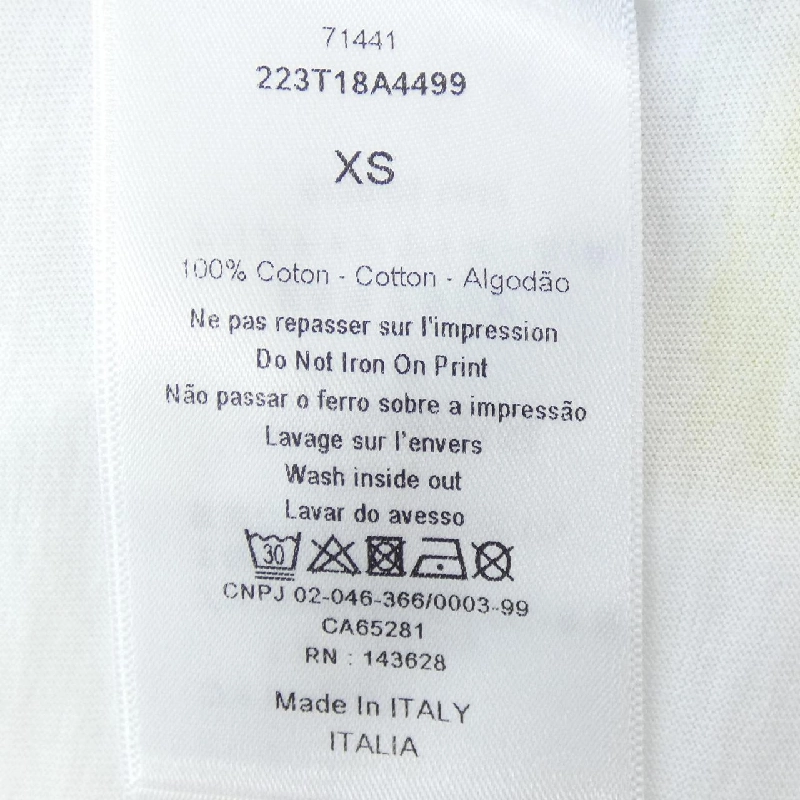 71441
223T18A4499
XS
100% Coton - Cotton - Algodão
Ne pas repasser sur l'impression
Do Not Iron On Print
Não passar o ferro sobre a impressão
Lavage sur l'envers
Wash inside out
Lavar do avesso
30
CNPJ 02-046-366/0003-99
CA65281
RN : 143628
Made In ITALY
ITALIA